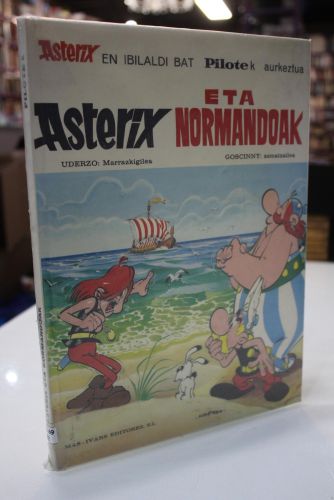 Asterix EN IBILALDI BAT Pilotek aurkeztua
Asterix ETA NORMANDOAK
UDERZO: Marrazkigilea
GOSCINNY: asmatzailea
MAS-IVARS EDITORES, S.L.